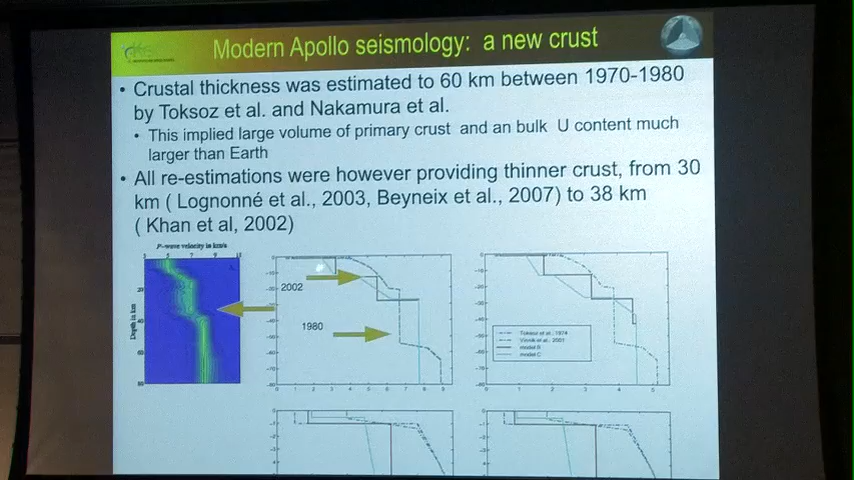 Modern Apollo seismology: a new crust
• Crustal thickness was estimated to 60 km between 1970-1980
by Toksoz et al. and Nakamura et al.
• This implied large volume of primary crust and an bulk U content much
larger than Earth
• All re-estimations were however providing thinner crust, from 30
km ( Lognonné et al., 2003, Beyneix et al., 2007) to 38 km
( Khan et al, 2002)
P-wave velocity in km/s
Depth in km
2002
1980
Toksoz et al., 1974
Vinnik et al., 2001
model B
model C